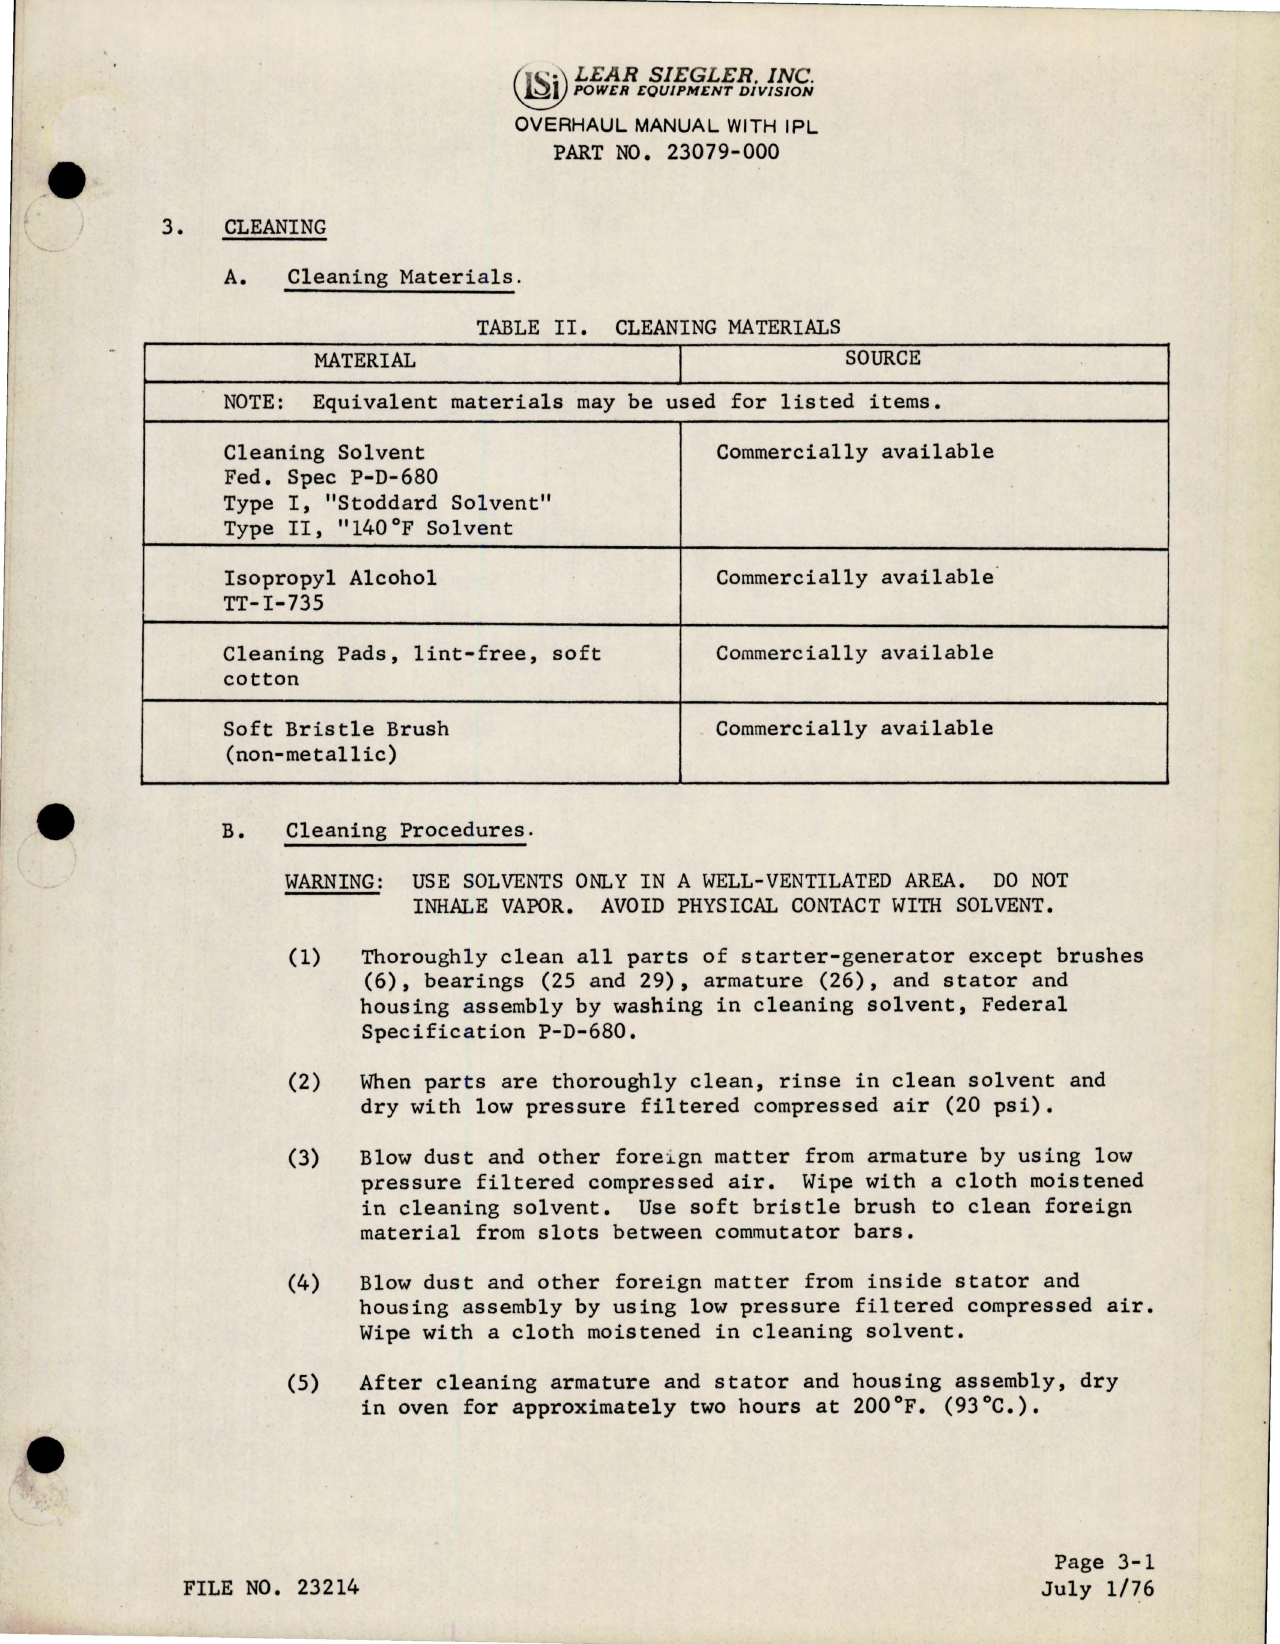 LSi LEAR SIEGLER, INC.
POWER EQUIPMENT DIVISION
OVERHAUL MANUAL WITH IPL
PART NO. 23079-000
3. CLEANING
A. Cleaning Materials.
TABLE II. CLEANING MATERIALS
MATERIAL SOURCE
NOTE: Equivalent materials may be used for listed items.
Cleaning Solvent Commercially available
Fed. Spec P-D-680
Type I, "Stoddard Solvent"
Type II, "140°F Solvent
Isopropyl Alcohol Commercially available
TT-I-735
Cleaning Pads, lint-free, soft Commercially available
cotton
Soft Bristle Brush Commercially available
(non-metallic)
B. Cleaning Procedures.
WARNING: USE SOLVENTS ONLY IN A WELL-VENTILATED AREA. DO NOT
INHALE VAPOR. AVOID PHYSICAL CONTACT WITH SOLVENT.
(1) Thoroughly clean all parts of starter-generator except brushes
(6), bearings (25 and 29), armature (26), and stator and
housing assembly by washing in cleaning solvent, Federal
Specification P-D-680.
(2) When parts are thoroughly clean, rinse in clean solvent and
dry with low pressure filtered compressed air (20 psi).
(3) Blow dust and other foreign matter from armature by using low
pressure filtered compressed air. Wipe with a cloth moistened
in cleaning solvent. Use soft bristle brush to clean foreign
material from slots between commutator bars.
(4) Blow dust and other foreign matter from inside stator and
housing assembly by using low pressure filtered compressed air.
Wipe with a cloth moistened in cleaning solvent.
(5) After cleaning armature and stator and housing assembly, dry
in oven for approximately two hours at 200°F. (93°C.).
Page 3-1
FILE NO. 23214 July 1/76